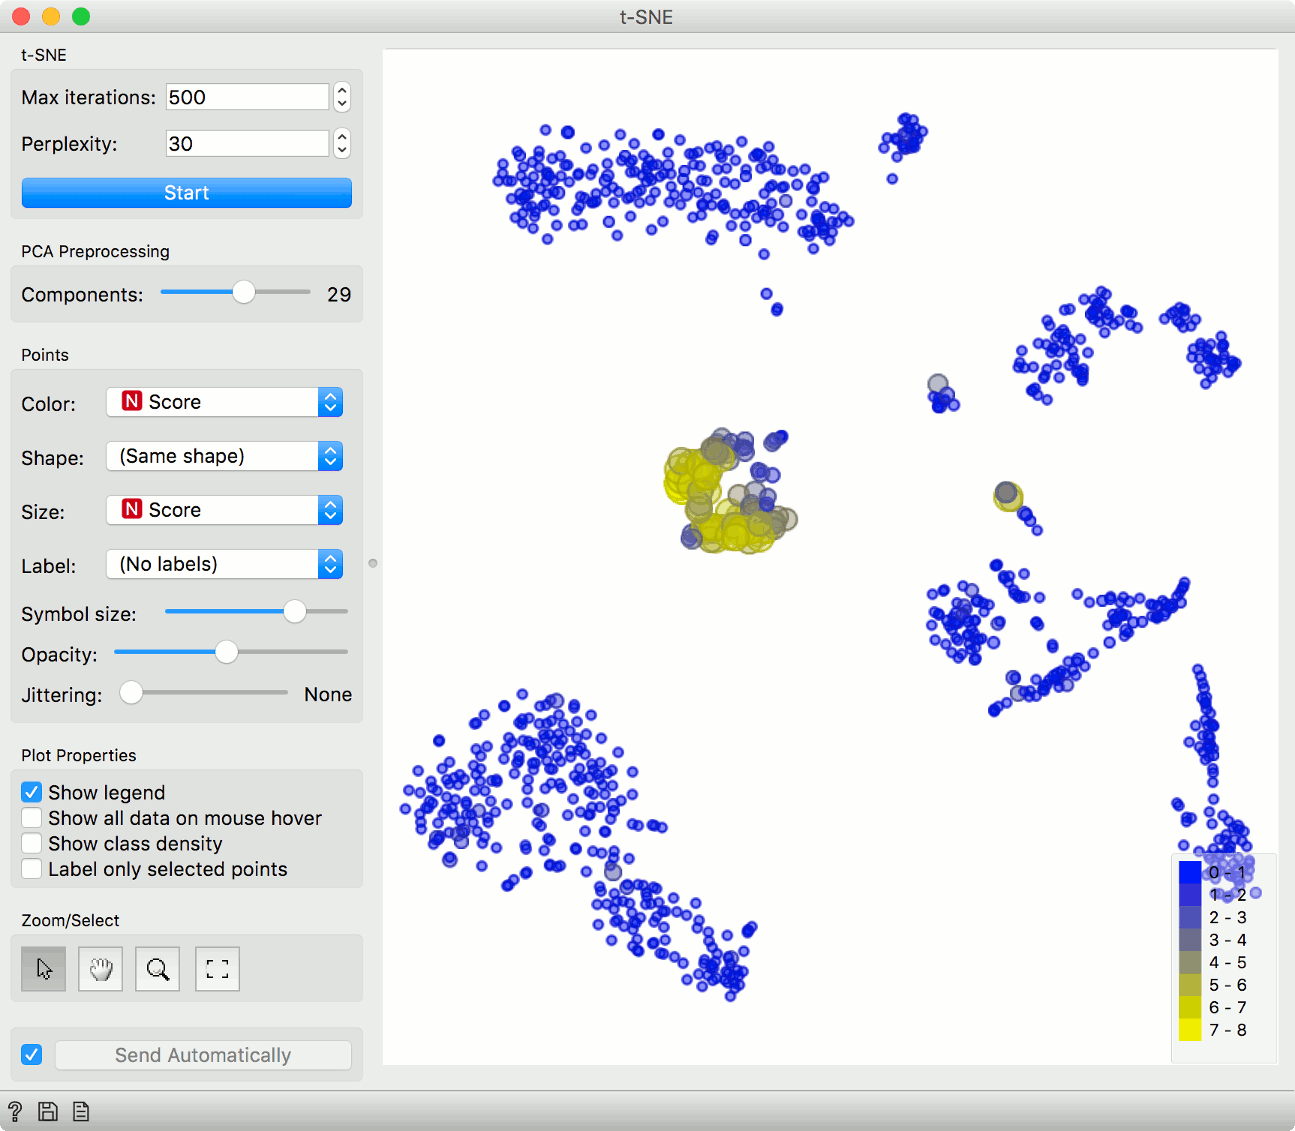 t-SNE
t-SNE
Max iterations: 500
Perplexity: 30
Start
PCA Preprocessing
Components: 29
Points
Color: N Score
Shape: (Same shape)
Size: N Score
Label: (No labels)
Symbol size:
Opacity:
Jittering: None
Plot Properties
Show legend
Show all data on mouse hover
Show class density
Label only selected points
Zoom/Select
Send Automatically
?
0 - 1
1 - 2
2 - 3
3 - 4
4 - 5
5 - 6
6 - 7
7 - 8